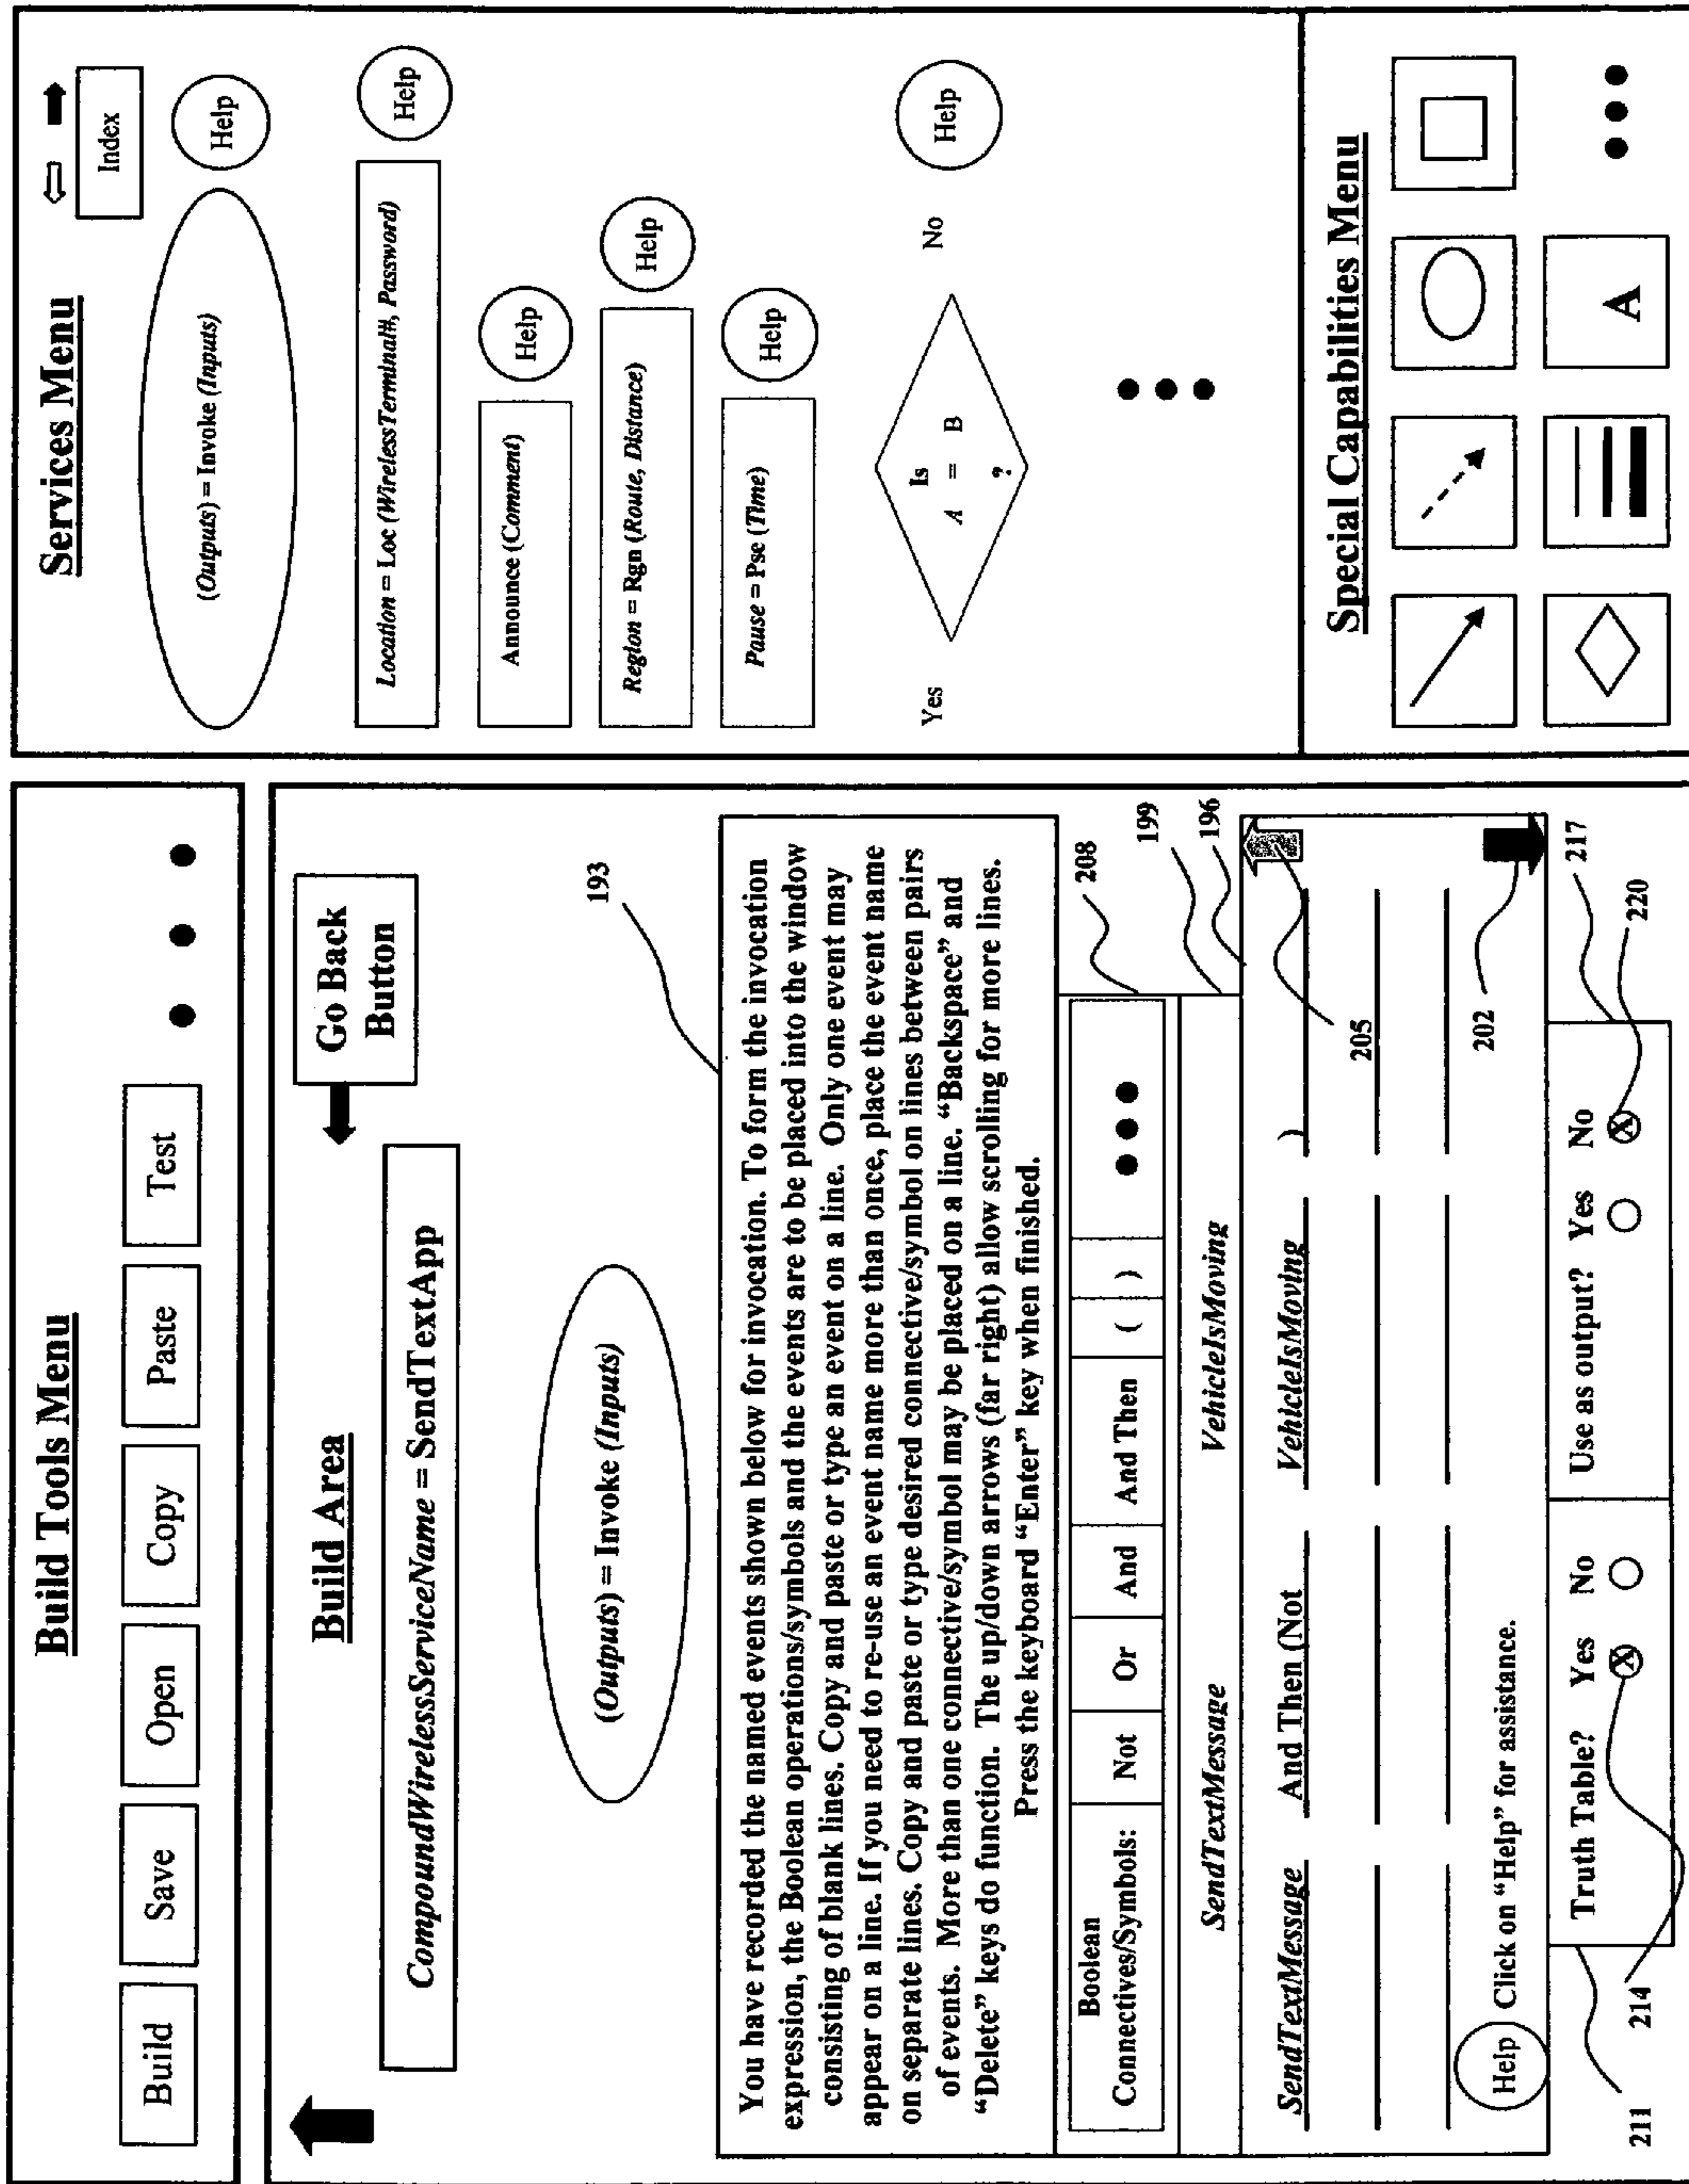 Build Tools Menu
Build
Save
Open
Copy
Paste
Test
Build Area
Go Back
Button
CompoundWirelessServiceName = SendTextApp
(Outputs) = Invoke (Inputs)
193
You have recorded the named events shown below for invocation. To form the invocation
expression, the Boolean operations/symbols and the events are to be placed into the window
consisting of blank lines. Copy and paste or type an event on a line. Only one event may
appear on a line. If you need to re-use an event name more than once, place the event name
on separate lines. Copy and paste or type desired connective/symbol on lines between pairs
of events. More than one connective/symbol may be placed on a line. “Backspace” and
“Delete” keys do function. The up/down arrows (far right) allow scrolling for more lines.
Press the keyboard “Enter” key when finished.
Boolean
Connectives/Symbols:
Not
Or
And
And Then
(
)
208
SendTextMessage
VehicleIsMoving
199
196
SendTextMessage
And Then (Not
VehicleIsMoving
)
205
202
Help
Click on “Help” for assistance.
217
Truth Table? Yes No
X
Use as output? Yes No
X
211
214
220
Services Menu
Index
(Outputs) = Invoke (Inputs)
Help
Location = Loc (WirelessTerminal#, Password)
Help
Announce (Comment)
Help
Region = Rgn (Route, Distance)
Help
Pause = Pse (Time)
Help
Yes
Is
A = B
?
No
Help
Special Capabilities Menu
A